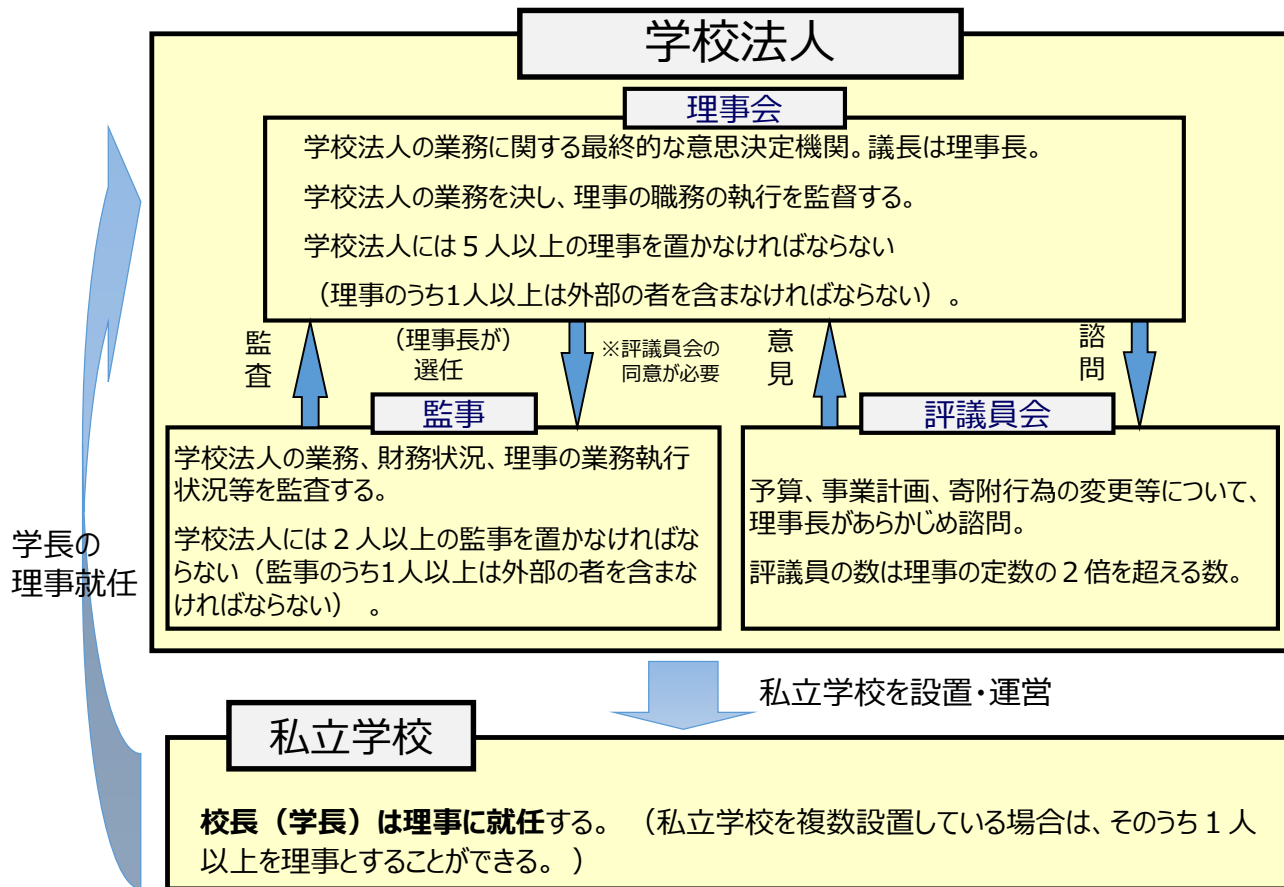 学校法人
理事会
学校法人の業務に関する最終的な意思決定機関。議長は理事長。
学校法人の業務を決し、理事の職務の執行を監督する。
学校法人には５人以上の理事を置かなければならない
（理事のうち1人以上は外部の者を含まなければならない）。
監査
（理事長が）
選任
※評議員会の
同意が必要
意見
諮問
監事
学校法人の業務、財務状況、理事の業務執行
状況等を監査する。
学校法人には２人以上の監事を置かなければな
らない（監事のうち1人以上は外部の者を含まな
ければならない） 。
評議員会
予算、事業計画、寄附行為の変更等について、
理事長があらかじめ諮問。
評議員の数は理事の定数の２倍を超える数。
学長の
理事就任
私立学校を設置・運営
私立学校
校長（学長）は理事に就任する。 （私立学校を複数設置している場合は、そのうち１人
以上を理事とすることができる。）